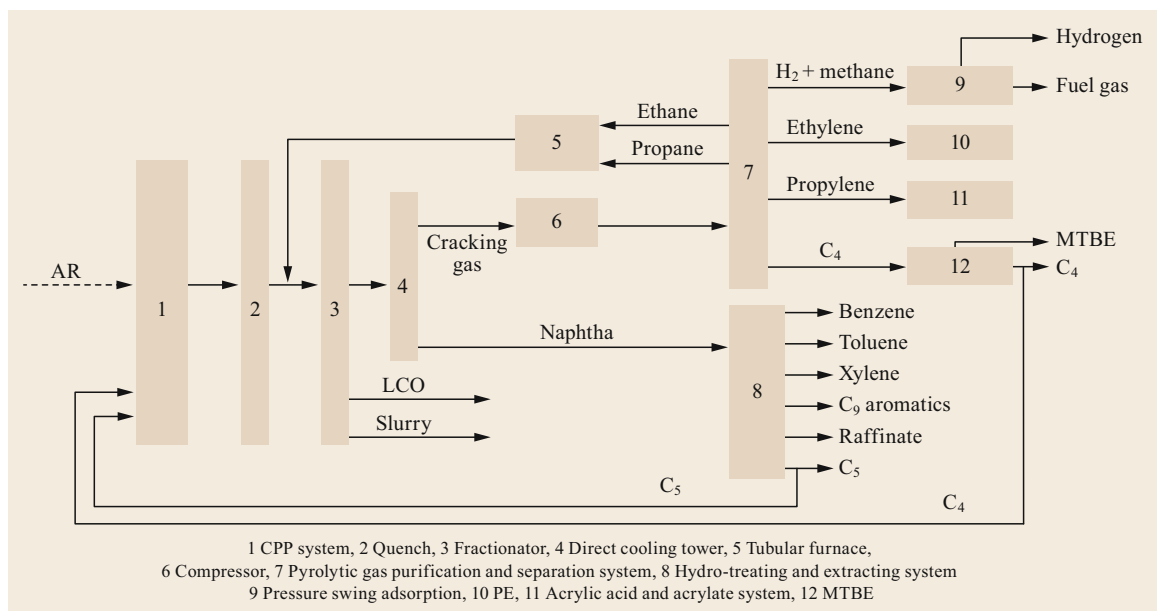 Hydrogen
H₂ + methane
9
Fuel gas
Ethane
5
Ethylene
10
Propane
7
Propylene
11
6
Cracking
gas
MTBE
C₄
12
C₄
AR
1
2
3
4
Benzene
Naphtha
Toluene
Xylene
LCO
8
C₉ aromatics
Slurry
Raffinate
C₅
C₅
C₄
1 CPP system, 2 Quench, 3 Fractionator, 4 Direct cooling tower, 5 Tubular furnace,
6 Compressor, 7 Pyrolytic gas purification and separation system, 8 Hydro-treating and extracting system
9 Pressure swing adsorption, 10 PE, 11 Acrylic acid and acrylate system, 12 MTBE